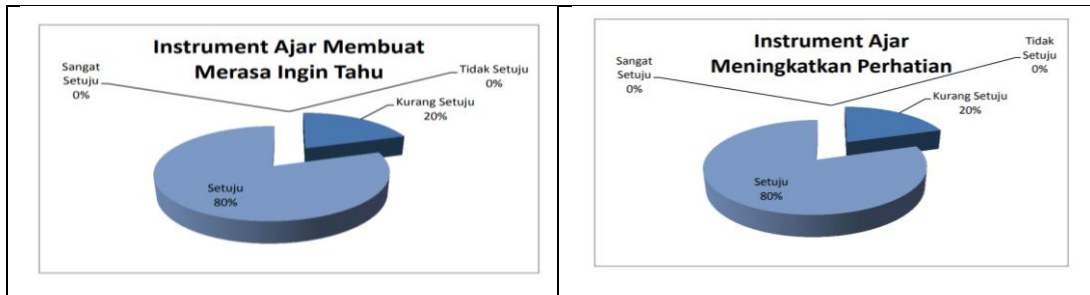 Instrument Ajar Membuat
Merasa Ingin Tahu
Sangat
Setuju
0%
Tidak Setuju
0%
Kurang Setuju
20%
Setuju
80%
Instrument Ajar
Meningkatkan Perhatian
Sangat
Setuju
0%
Tidak
Setuju
0%
Kurang Setuju
20%
Setuju
80%